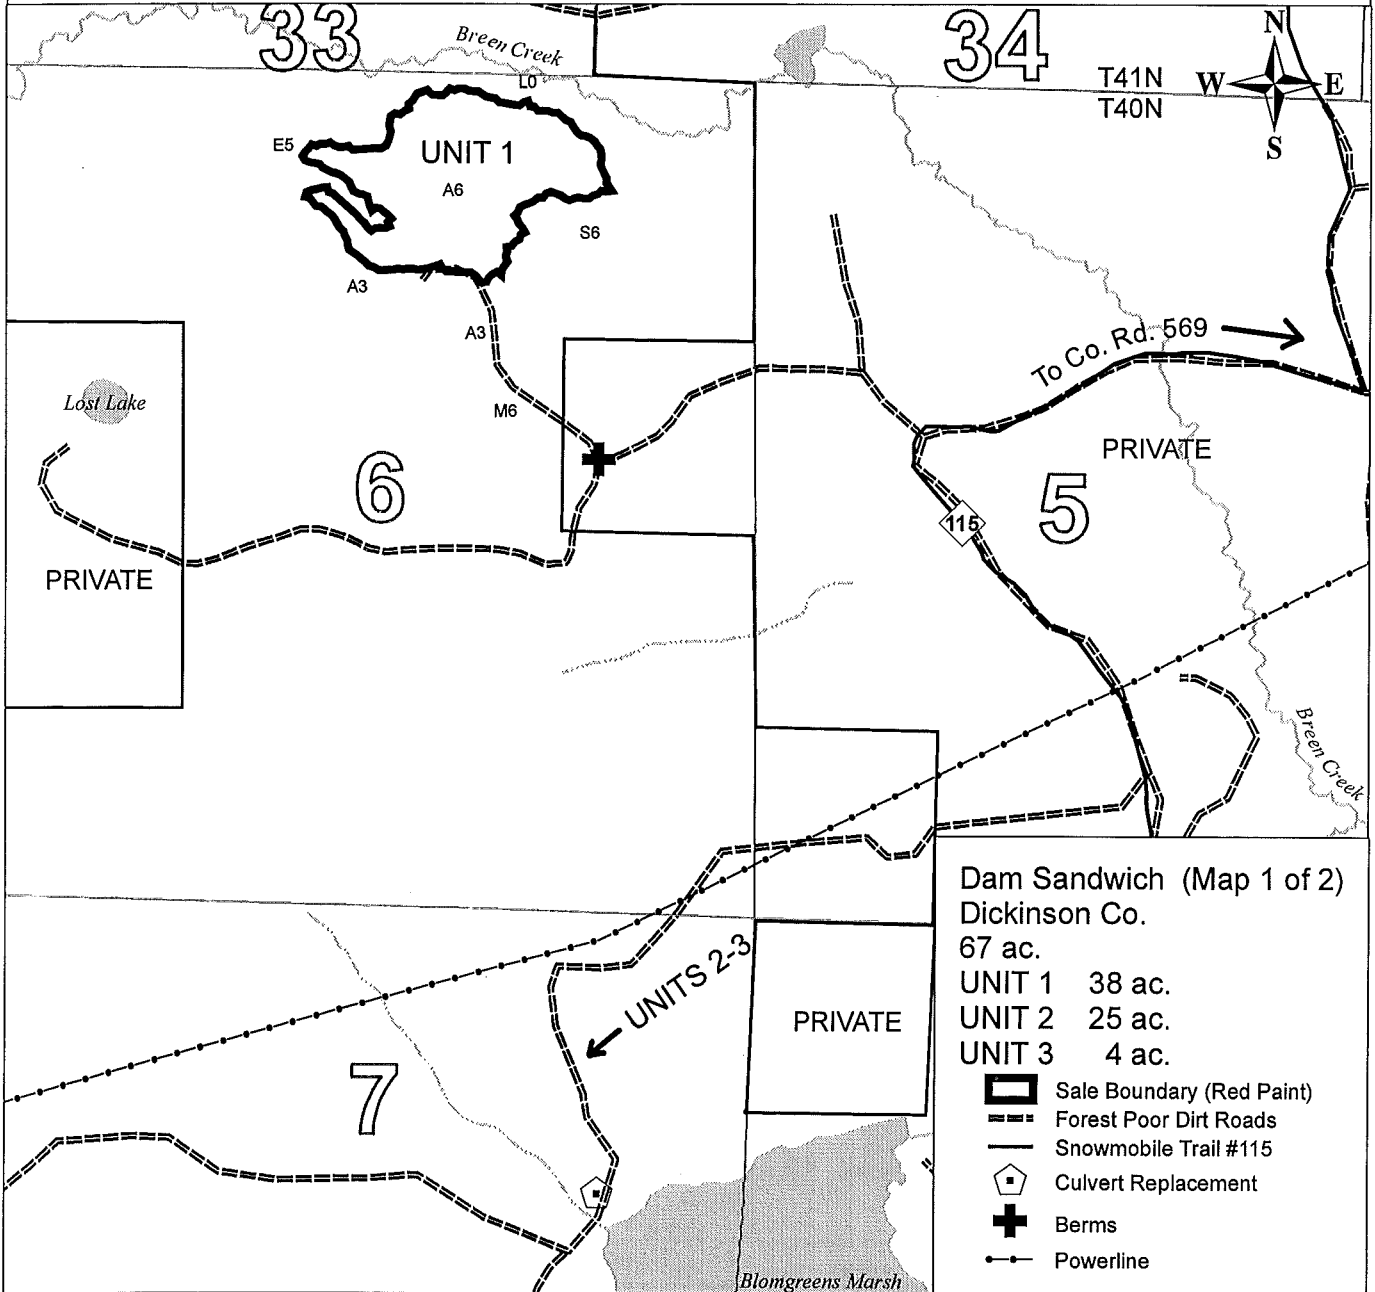 33
Breen Creek
34
N
T41N
W
E
T40N
S
L0
E5
UNIT 1
A6
S6
A3
A3
To Co. Rd. 569
Lost Lake
M6
PRIVATE
6
5
115
PRIVATE
Breen Creek
UNITS 2-3
PRIVATE
7
Blomgreens Marsh
Dam Sandwich (Map 1 of 2)
Dickinson Co.
67 ac.
UNIT 1 38 ac.
UNIT 2 25 ac.
UNIT 3 4 ac.
Sale Boundary (Red Paint)
Forest Poor Dirt Roads
Snowmobile Trail #115
Culvert Replacement
Berms
Powerline